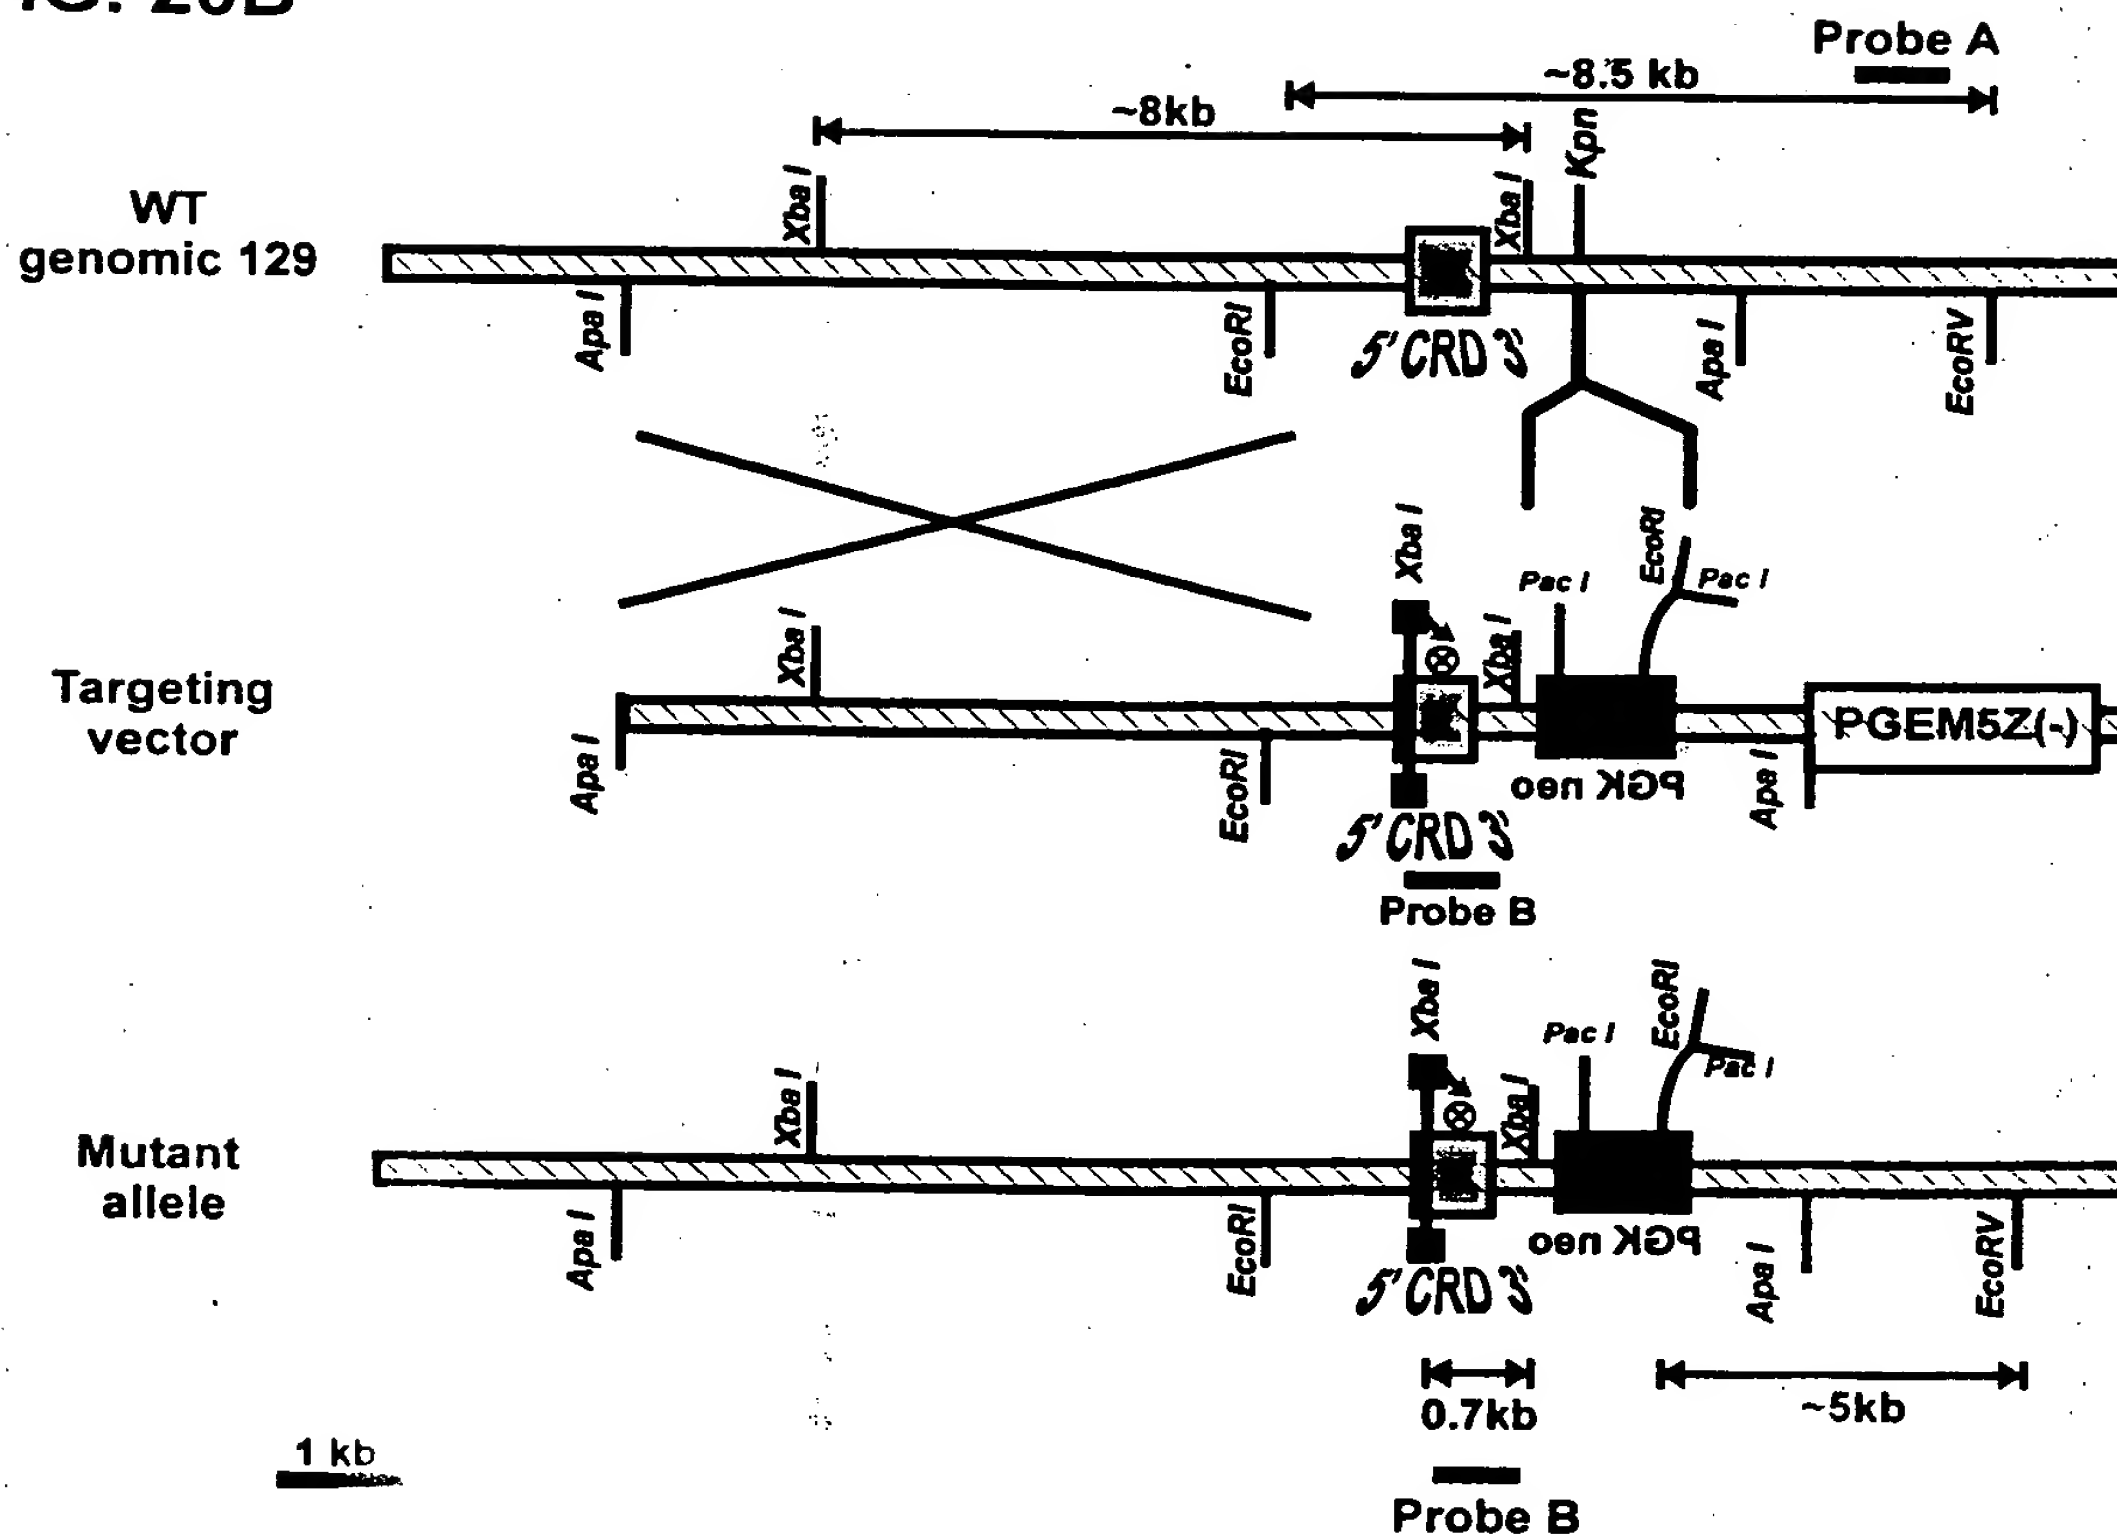 FIG. 20B
Probe A
~8.5 kb
~8kb
Kpn
Xba I
Xba I
WT
genomic 129
Apa I
EcoRI
5' CRD 3'
Apa I
EcoRV
Xba I
EcoRI
Pac I
Pac I
Xba I
Xba I
Targeting
vector
PGEM5Z(-)
Apa I
EcoRI
PGK neo
Apa I
5' CRD 3'
Probe B
Xba I
EcoRI
Pac I
Pac I
Xba I
Xba I
Mutant
allele
Apa I
EcoRI
PGK neo
Apa I
EcoRV
5' CRD 3'
0.7kb
~5kb
1 kb
Probe B